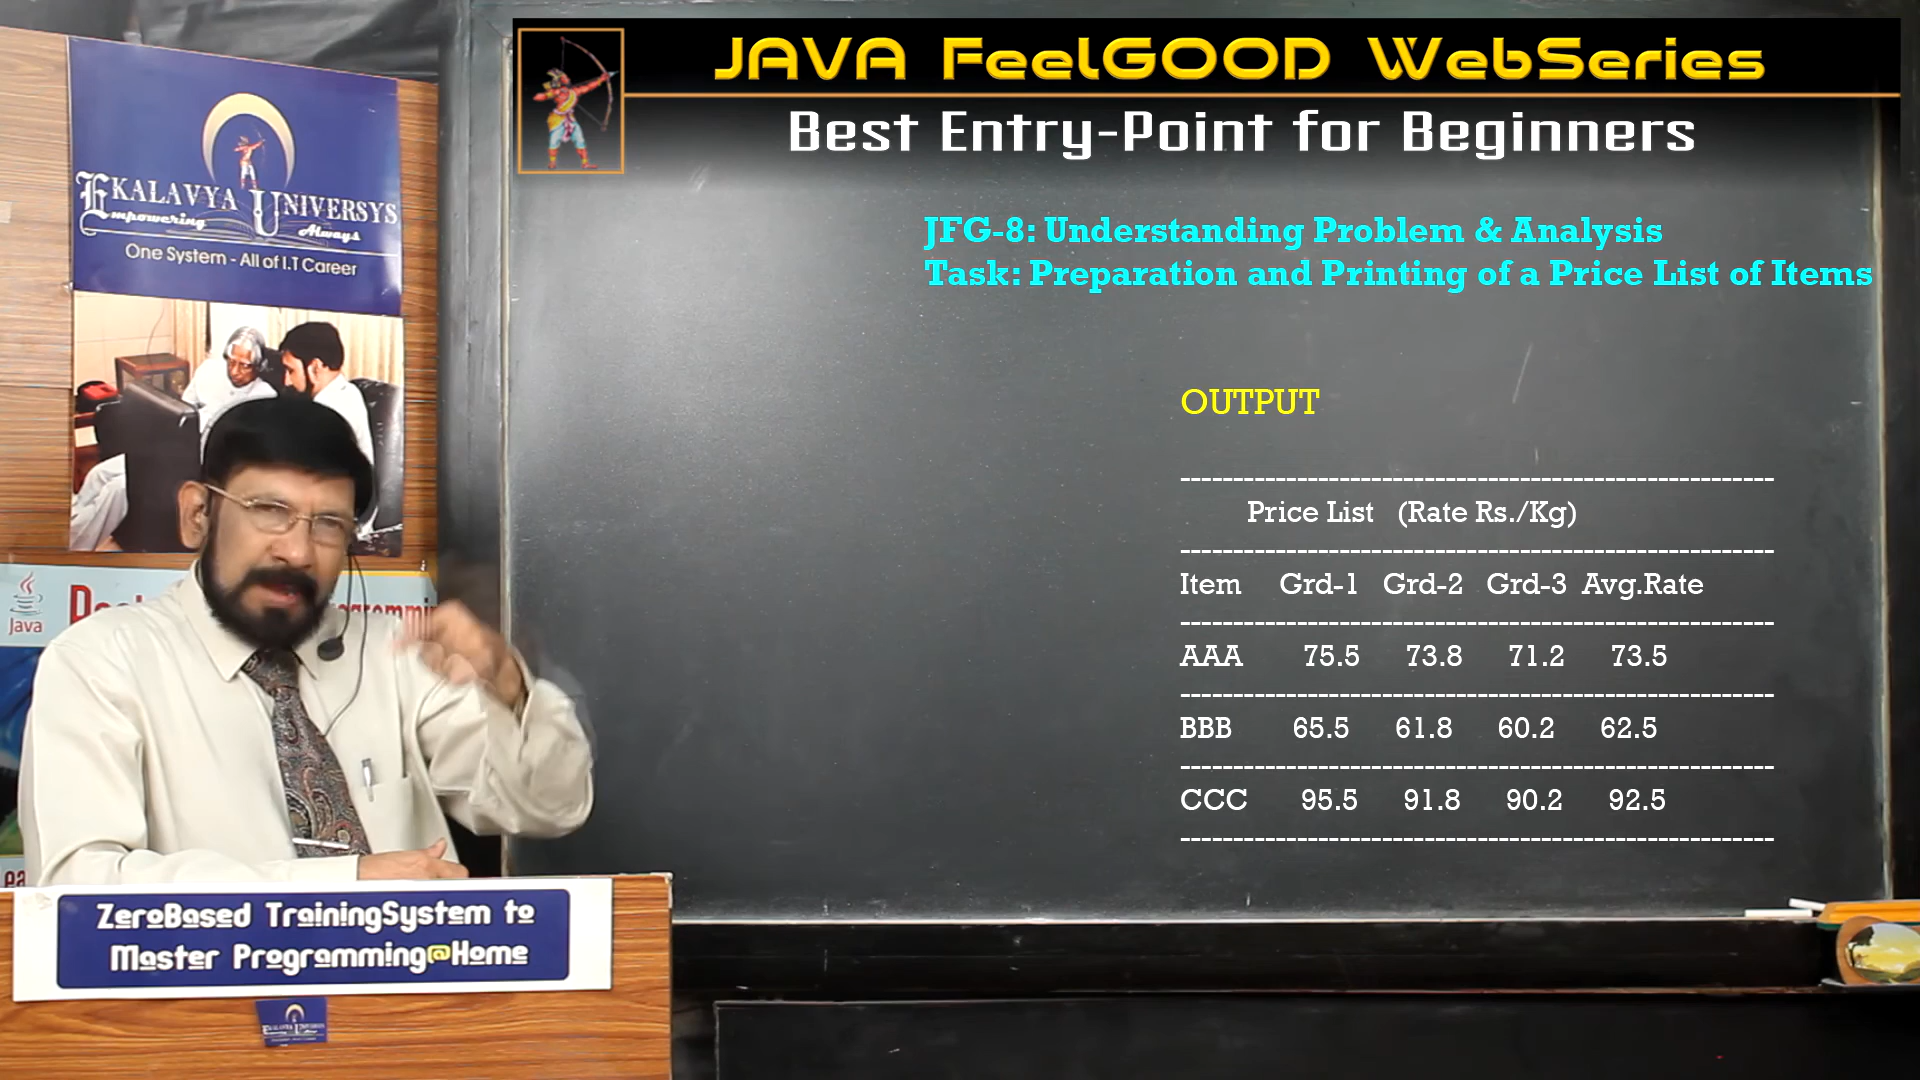 JAVA FeelGOOD WebSeries
Best Entry-Point for Beginners
EKALAVYA UNIVERSYS
Empowering Always
One System - All of I.T Career
JFG-8: Understanding Problem & Analysis
Task: Preparation and Printing of a Price List of Items
OUTPUT
-----------------------------------------------------------
Price List (Rate Rs./Kg)
-----------------------------------------------------------
Item Grd-1 Grd-2 Grd-3 Avg.Rate
-----------------------------------------------------------
AAA 75.5 73.8 71.2 73.5
-----------------------------------------------------------
BBB 65.5 61.8 60.2 62.5
-----------------------------------------------------------
CCC 95.5 91.8 90.2 92.5
-----------------------------------------------------------
Java
ZeroBased TrainingSystem to
Master Programming@Home